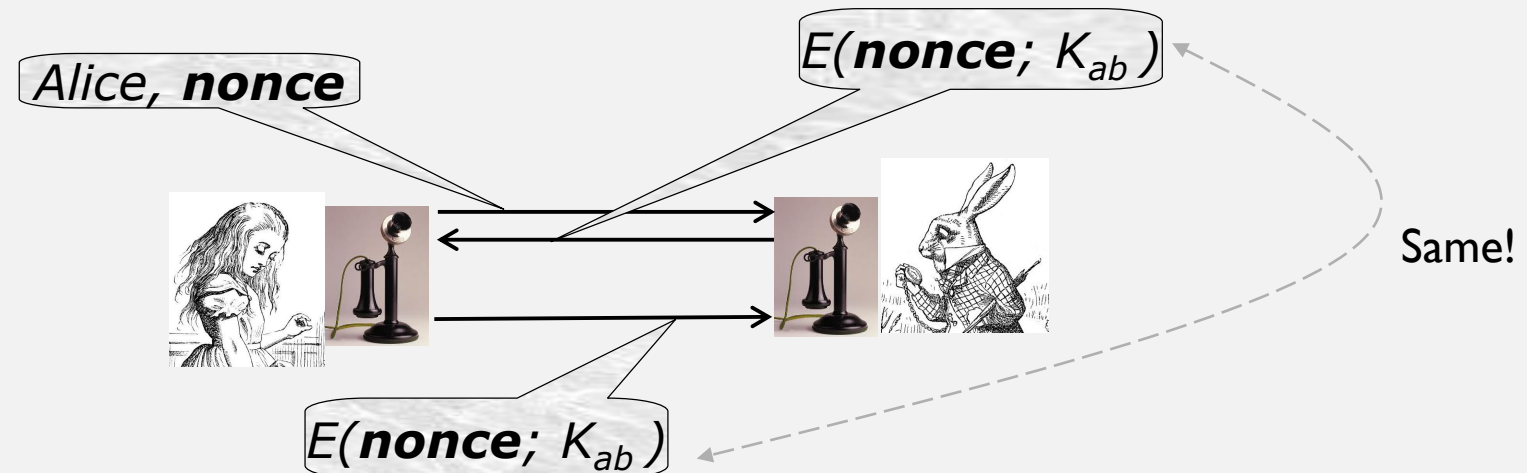 Alice, nonce
E(nonce; Kab )
Same!
E(nonce; Kab )